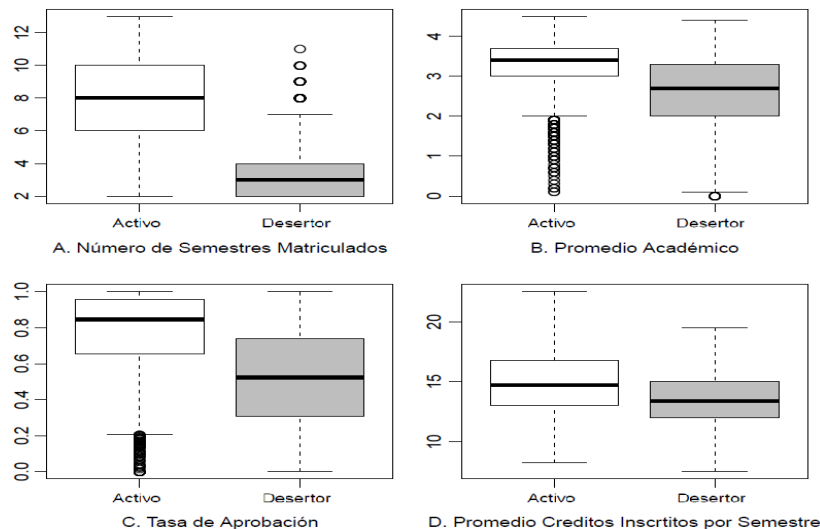 12
10
8
6
4
2
Activo
Desertor
A. Número de Semestres Matriculados
4
3
2
1
0
Activo
Desertor
B. Promedio Académico
1.0
0.8
0.6
0.4
0.2
0.0
Activo
Desertor
C. Tasa de Aprobación
20
15
10
Activo
Desertor
D. Promedio Creditos Inscrtitos por Semestre